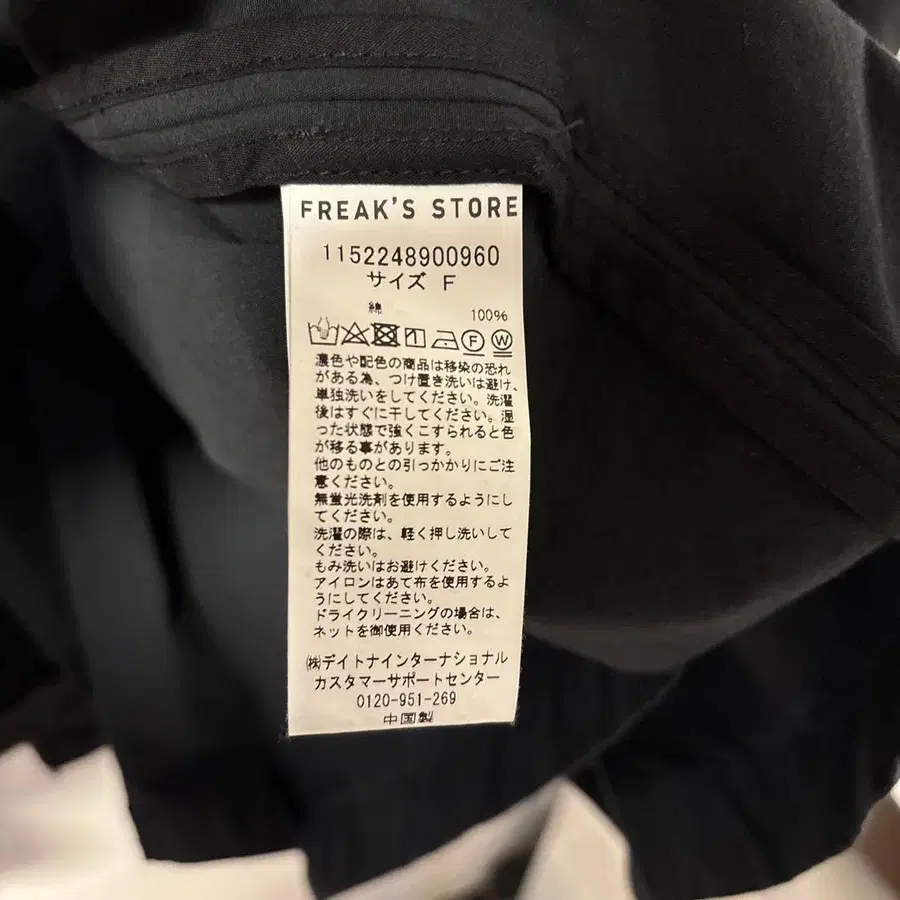 FREAK'S STORE
1152248900960
サイズ F
綿 100%
F W
濃色や配色の商品は移染の恐れ
がある為、つけ置き洗いは避け、
単独洗いをしてください。洗濯
後はすぐに干してください。湿
った状態で強くこすられると色
が移る事があります。
他のものとの引っかかりにご注
意ください。
無蛍光洗剤を使用するようにし
てください。
洗濯の際は、軽く押し洗いして
ください。
もみ洗いはお避けください。
アイロンはあて布を使用するよ
うにしてください。
ドライクリーニングの場合は、
ネットを御使用ください。
㈱デイトナインターナショナル
カスタマーサポートセンター
0120-951-269
中国製